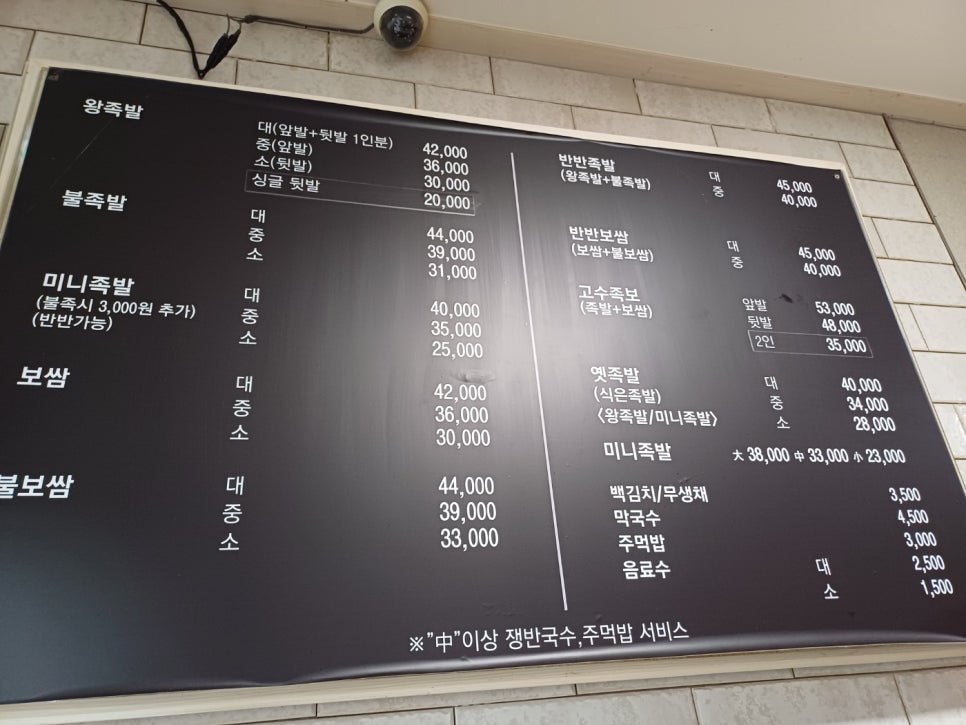 왕족발
대(앞발+뒷발 1인분) 42,000
중(앞발) 36,000
소(뒷발) 30,000
싱글 뒷발 20,000
불족발
대 44,000
중 39,000
소 31,000
미니족발
(불족시 3,000원 추가)
(반반가능)
대 40,000
중 35,000
소 25,000
보쌈
대 42,000
중 36,000
소 30,000
불보쌈
대 44,000
중 39,000
소 33,000
반반족발
(왕족발+불족발)
대 45,000
중 40,000
반반보쌈
(보쌈+불보쌈)
대 45,000
중 40,000
고수족보
(족발+보쌈)
앞발 53,000
뒷발 48,000
2인 35,000
옛족발
(식은족발)
〈왕족발/미니족발〉
대 40,000
중 34,000
소 28,000
미니족발 大 38,000 中 33,000 小 23,000
백김치/무생채 3,500
막국수 4,500
주먹밥 3,000
음료수 대 2,500
소 1,500
※"中"이상 쟁반국수,주먹밥 서비스